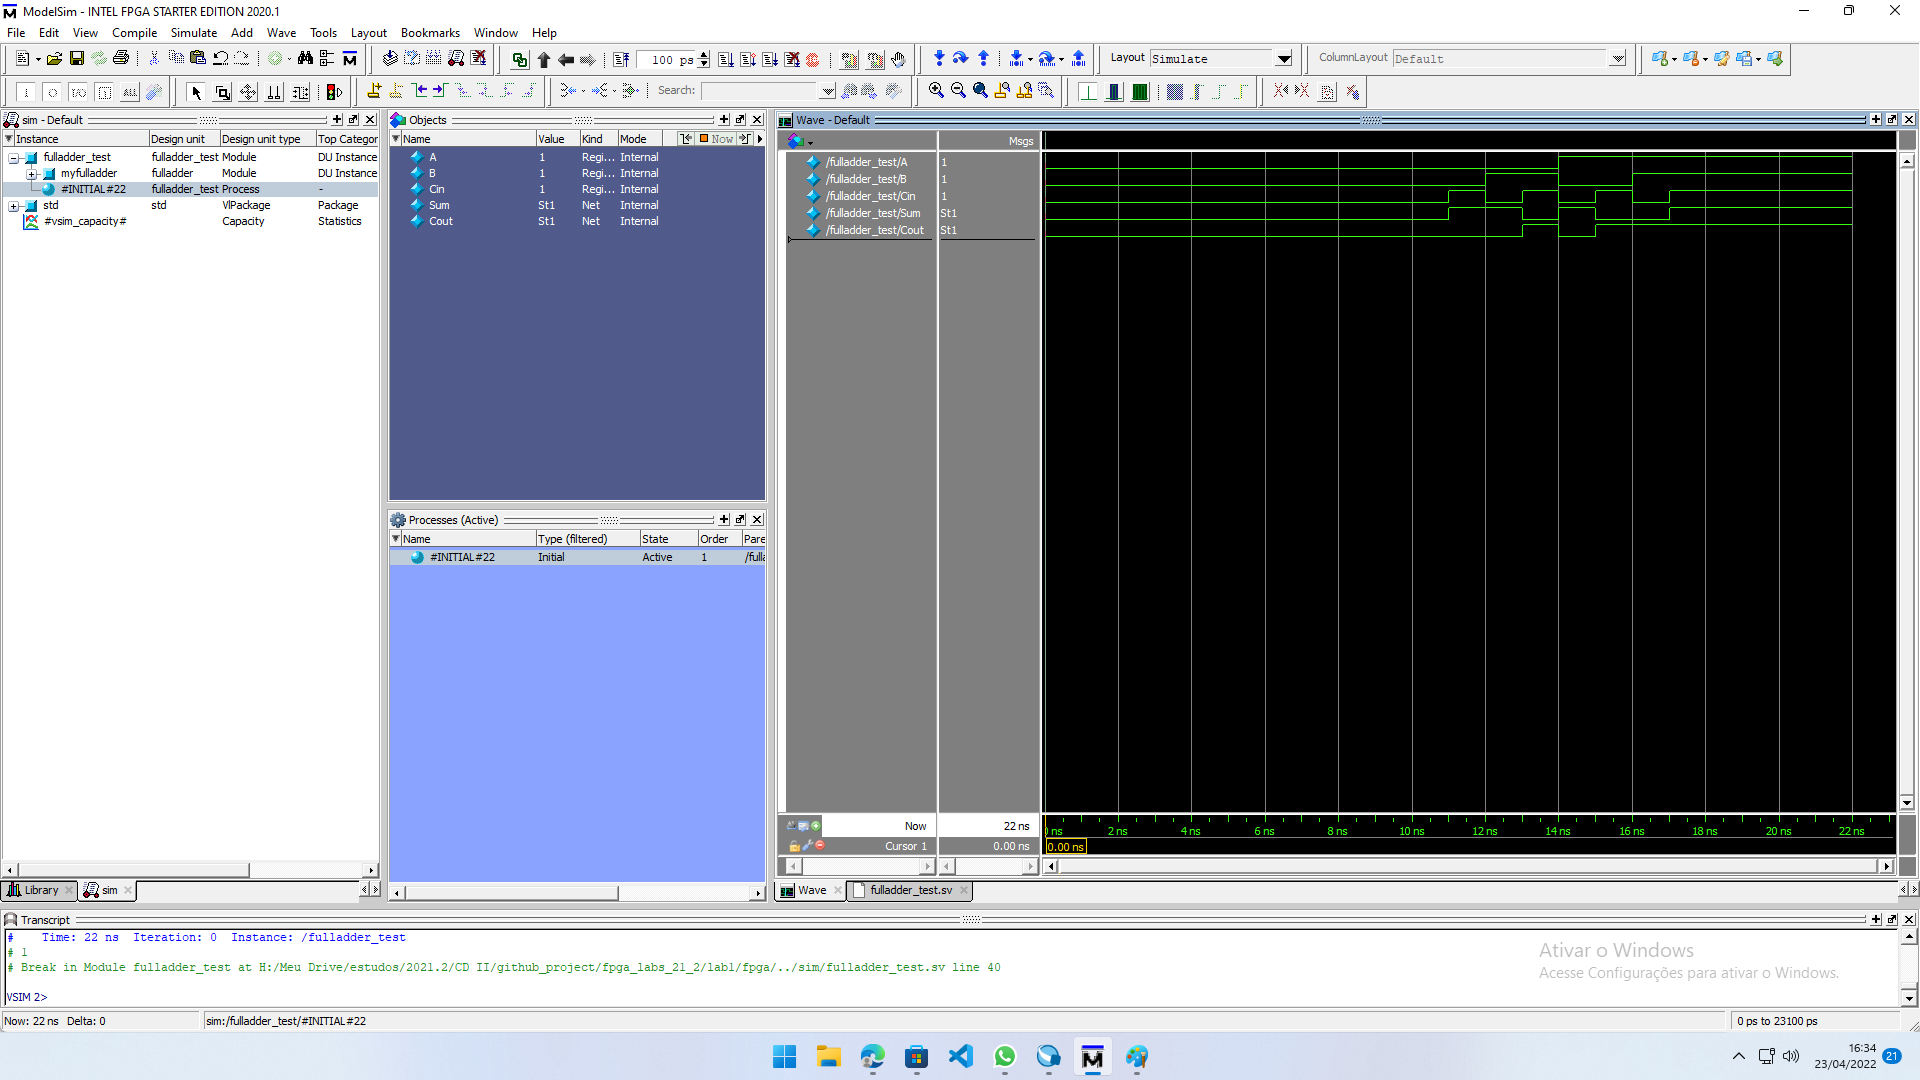 ModelSim - INTEL FPGA STARTER EDITION 2020.1
File Edit View Compile Simulate Add Wave Tools Layout Bookmarks Window Help
100 ps
Layout Simulate
ColumnLayout Default
ALL
Search:
sim - Default
Instance Design unit Design unit type Top Categor
fulladder_test fulladder_test Module DU Instance
myfulladder fulladder Module DU Instance
#INITIAL#22 fulladder_test Process -
std std VlPackage Package
#vsim_capacity# Capacity Statistics
Library sim
Objects
Name Value Kind Mode Now
A 1 Regi... Internal
B 1 Regi... Internal
Cin 1 Regi... Internal
Sum St1 Net Internal
Cout St1 Net Internal
Processes (Active)
Name Type (filtered) State Order Pare
#INITIAL#22 Initial Active 1 /fulla
Wave - Default
Msgs
/fulladder_test/A 1
/fulladder_test/B 1
/fulladder_test/Cin 1
/fulladder_test/Sum St1
/fulladder_test/Cout St1
Now 22 ns
Cursor 1 0.00 ns
ns 2 ns 4 ns 6 ns 8 ns 10 ns 12 ns 14 ns 16 ns 18 ns 20 ns 22 ns
0.00 ns
Wave fulladder_test.sv
Transcript
# Time: 22 ns Iteration: 0 Instance: /fulladder_test
# 1
# Break in Module fulladder_test at H:/Meu Drive/estudos/2021.2/CD II/github_project/fpga_labs_21_2/lab1/fpga/../sim/fulladder_test.sv line 40
VSIM 2>
Ativar o Windows
Acesse Configurações para ativar o Windows.
Now: 22 ns Delta: 0
sim:/fulladder_test/#INITIAL#22
0 ps to 23100 ps
16:34
23/04/2022
21